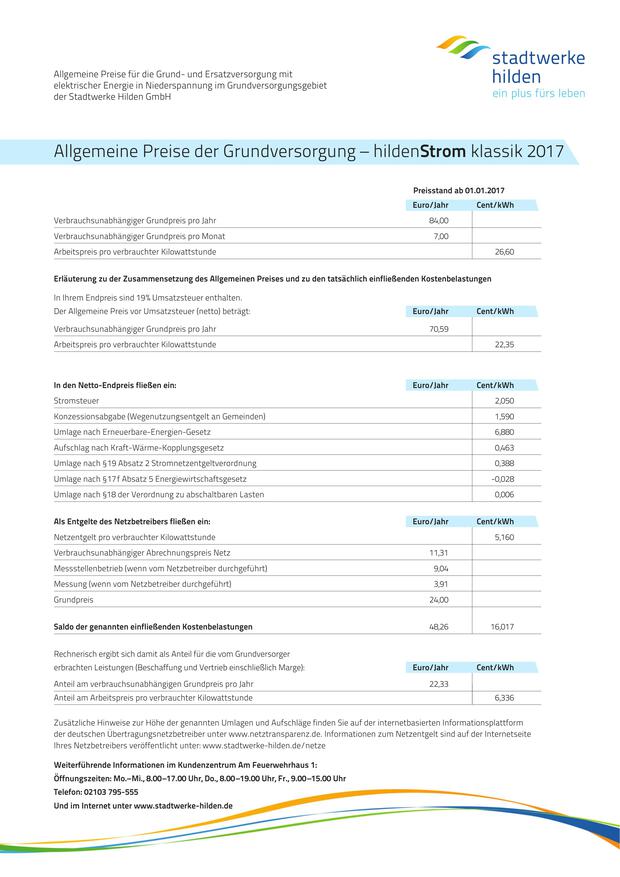 Allgemeine Preise für die Grund- und Ersatzversorgung mit
elektrischer Energie in Niederspannung im Grundversorgungsgebiet
der Stadtwerke Hilden GmbH
stadtwerke
hilden
ein plus fürs leben
Allgemeine Preise der Grundversorgung – hildenStrom klassik 2017
Preisstand ab 01.01.2017
Euro/Jahr Cent/kWh
Verbrauchsunabhängiger Grundpreis pro Jahr 84,00
Verbrauchsunabhängiger Grundpreis pro Monat 7,00
Arbeitspreis pro verbrauchter Kilowattstunde 26,60
Erläuterung zu der Zusammensetzung des Allgemeinen Preises und zu den tatsächlich einfließenden Kostenbelastungen
In Ihrem Endpreis sind 19% Umsatzsteuer enthalten.
Der Allgemeine Preis vor Umsatzsteuer (netto) beträgt: Euro/Jahr Cent/kWh
Verbrauchsunabhängiger Grundpreis pro Jahr 70,59
Arbeitspreis pro verbrauchter Kilowattstunde 22,35
In den Netto-Endpreis fließen ein: Euro/Jahr Cent/kWh
Stromsteuer 2,050
Konzessionsabgabe (Wegenutzungsentgelt an Gemeinden) 1,590
Umlage nach Erneuerbare-Energien-Gesetz 6,880
Aufschlag nach Kraft-Wärme-Kopplungsgesetz 0,463
Umlage nach §19 Absatz 2 Stromnetzentgeltverordnung 0,388
Umlage nach §17f Absatz 5 Energiewirtschaftsgesetz -0,028
Umlage nach §18 der Verordnung zu abschaltbaren Lasten 0,006
Als Entgelte des Netzbetreibers fließen ein: Euro/Jahr Cent/kWh
Netzentgelt pro verbrauchter Kilowattstunde 5,160
Verbrauchsunabhängiger Abrechnungspreis Netz 11,31
Messstellenbetrieb (wenn vom Netzbetreiber durchgeführt) 9,04
Messung (wenn vom Netzbetreiber durchgeführt) 3,91
Grundpreis 24,00
Saldo der genannten einfließenden Kostenbelastungen 48,26 16,017
Rechnerisch ergibt sich damit als Anteil für die vom Grundversorger
erbrachten Leistungen (Beschaffung und Vertrieb einschließlich Marge): Euro/Jahr Cent/kWh
Anteil am verbrauchsunabhängigen Grundpreis pro Jahr 22,33
Anteil am Arbeitspreis pro verbrauchter Kilowattstunde 6,336
Zusätzliche Hinweise zur Höhe der genannten Umlagen und Aufschläge finden Sie auf der internetbasierten Informationsplattform
der deutschen Übertragungsnetzbetreiber unter www.netztransparenz.de. Informationen zum Netzentgelt sind auf der Internetseite
Ihres Netzbetreibers veröffentlicht unter: www.stadtwerke-hilden.de/netze
Weiterführende Informationen im Kundenzentrum Am Feuerwehrhaus 1:
Öffnungszeiten: Mo.–Mi., 8.00–17.00 Uhr, Do., 8.00–19.00 Uhr, Fr., 9.00–15.00 Uhr
Telefon: 02103 795-555
Und im Internet unter www.stadtwerke-hilden.de